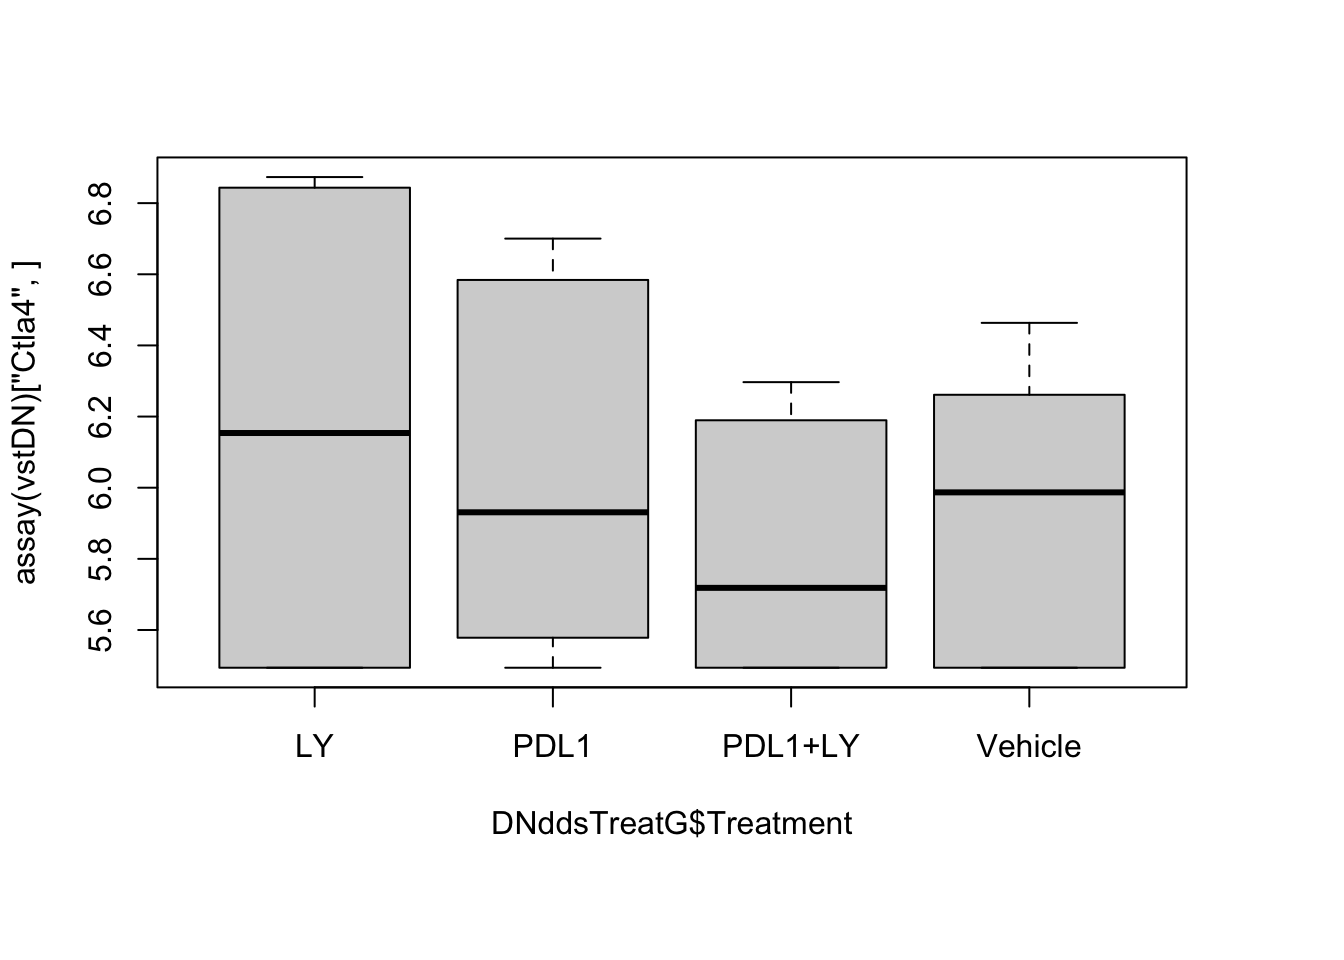 assay(vstDN)["Ctla4", ]
6.8
6.6
6.4
6.2
6.0
5.8
5.6
LY PDL1 PDL1+LY Vehicle
DNddsTreatG$Treatment